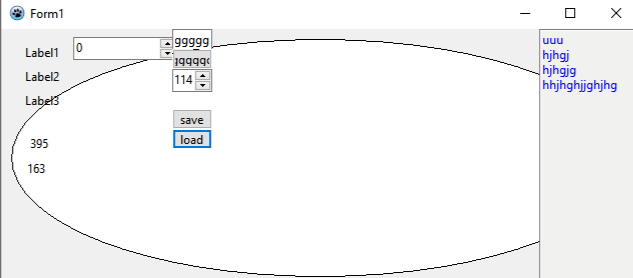 Form1
Label1
0
ggggg
Label2
114
Label3
save
load
395
163
uuu
hjhgj
hjhgjg
hhjhghjjghjhg